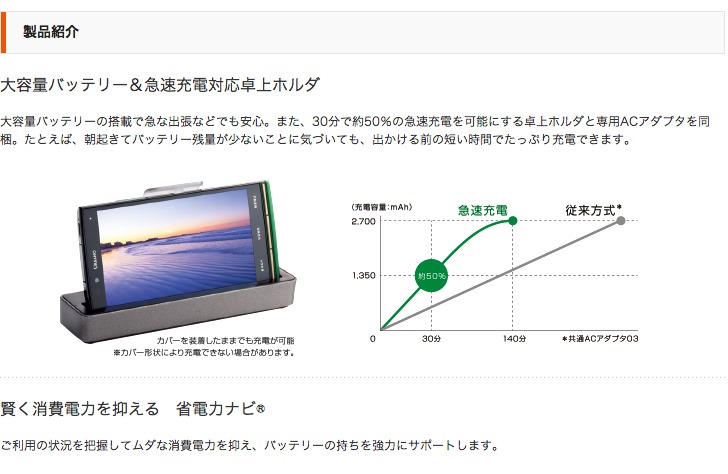 製品紹介
大容量バッテリー＆急速充電対応卓上ホルダ
大容量バッテリーの搭載で急な出張などでも安心。また、30分で約50％の急速充電を可能にする卓上ホルダと専用ACアダプタを同
梱。たとえば、朝起きてバッテリー残量が少ないことに気づいても、出かける前の短い時間でたっぷり充電できます。
カバーを装着したままでも充電が可能
※カバー形状により充電できない場合があります。
（充電容量：mAh）
急速充電
従来方式＊
2,700
1,350
約50％
0
30分
140分
＊共通ACアダプタ03
賢く消費電力を抑える　省電力ナビ®
ご利用の状況を把握してムダな消費電力を抑え、バッテリーの持ちを強力にサポートします。